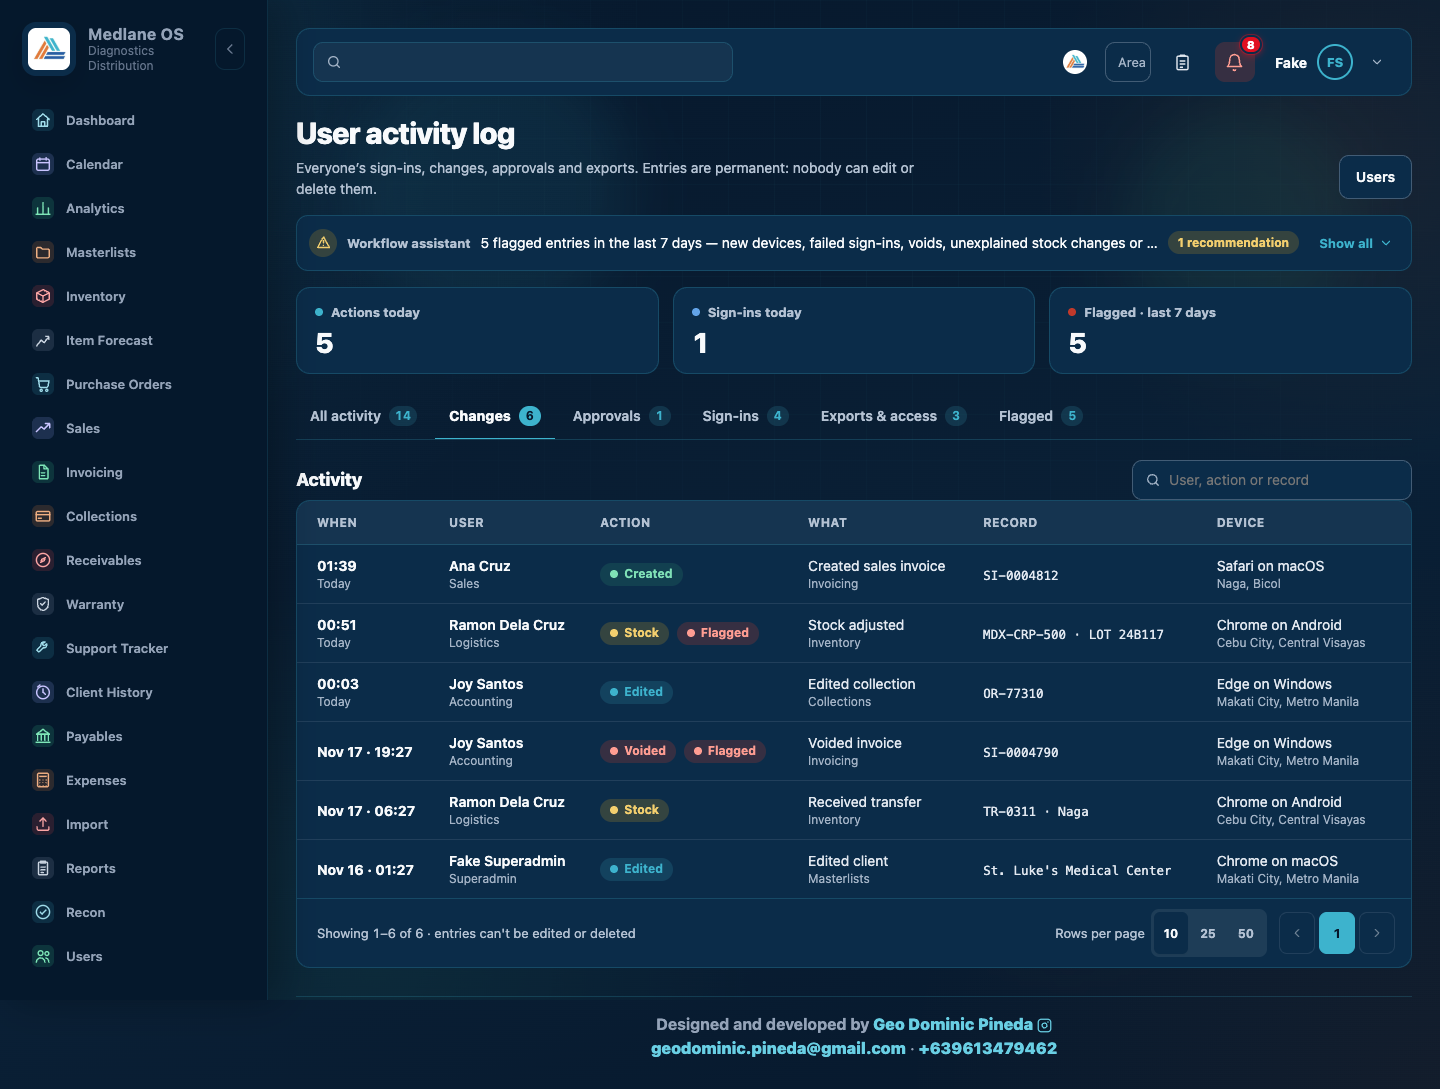 Medlane OS
Diagnostics
Distribution
Dashboard
Calendar
Analytics
Masterlists
Inventory
Item Forecast
Purchase Orders
Sales
Invoicing
Collections
Receivables
Warranty
Support Tracker
Client History
Payables
Expenses
Import
Reports
Recon
Users
Area
8
Fake
FS
User activity log
Everyone’s sign-ins, changes, approvals and exports. Entries are permanent: nobody can edit or
delete them.
Users
Workflow assistant 5 flagged entries in the last 7 days — new devices, failed sign-ins, voids, unexplained stock changes or ... 1 recommendation Show all
Actions today
5
Sign-ins today
1
Flagged · last 7 days
5
All activity 14 Changes 6 Approvals 1 Sign-ins 4 Exports & access 3 Flagged 5
Activity
User, action or record
WHEN USER ACTION WHAT RECORD DEVICE
01:39 Ana Cruz Created Created sales invoice SI-0004812 Safari on macOS
Today Sales Invoicing Naga, Bicol
00:51 Ramon Dela Cruz Stock Flagged Stock adjusted MDX-CRP-500 · LOT 24B117 Chrome on Android
Today Logistics Inventory Cebu City, Central Visayas
00:03 Joy Santos Edited Edited collection OR-77310 Edge on Windows
Today Accounting Collections Makati City, Metro Manila
Nov 17 · 19:27 Joy Santos Voided Flagged Voided invoice SI-0004790 Edge on Windows
Accounting Invoicing Makati City, Metro Manila
Nov 17 · 06:27 Ramon Dela Cruz Stock Received transfer TR-0311 · Naga Chrome on Android
Logistics Inventory Cebu City, Central Visayas
Nov 16 · 01:27 Fake Superadmin Edited Edited client St. Luke's Medical Center Chrome on macOS
Superadmin Masterlists Makati City, Metro Manila
Showing 1–6 of 6 · entries can't be edited or deleted
Rows per page 10 25 50 1
Designed and developed by Geo Dominic Pineda
geodominic.pineda@gmail.com · +639613479462